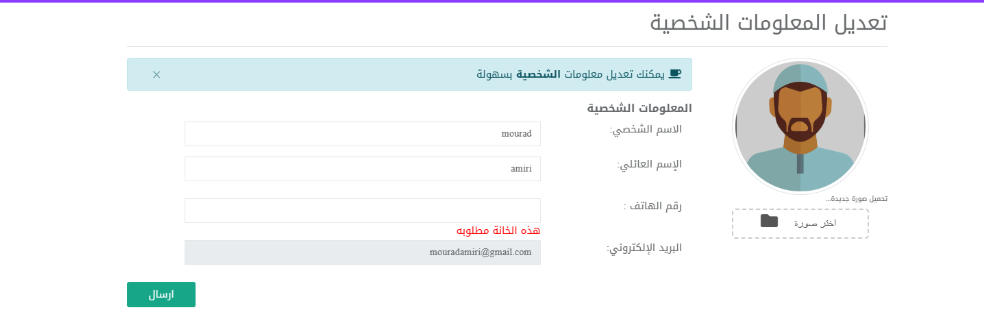 تعديل المعلومات الشخصية
يمكنك تعديل معلومات الشخصية بسهولة ×
المعلومات الشخصية
الاسم الشخصي: mourad
الإسم العائلي: amiri
تحميل صورة جديدة...
رقم الهاتف :
اختر صورة
هذه الخانة مطلوبه
البريد الإلكتروني: mouradamiri@gmail.com
ارسال